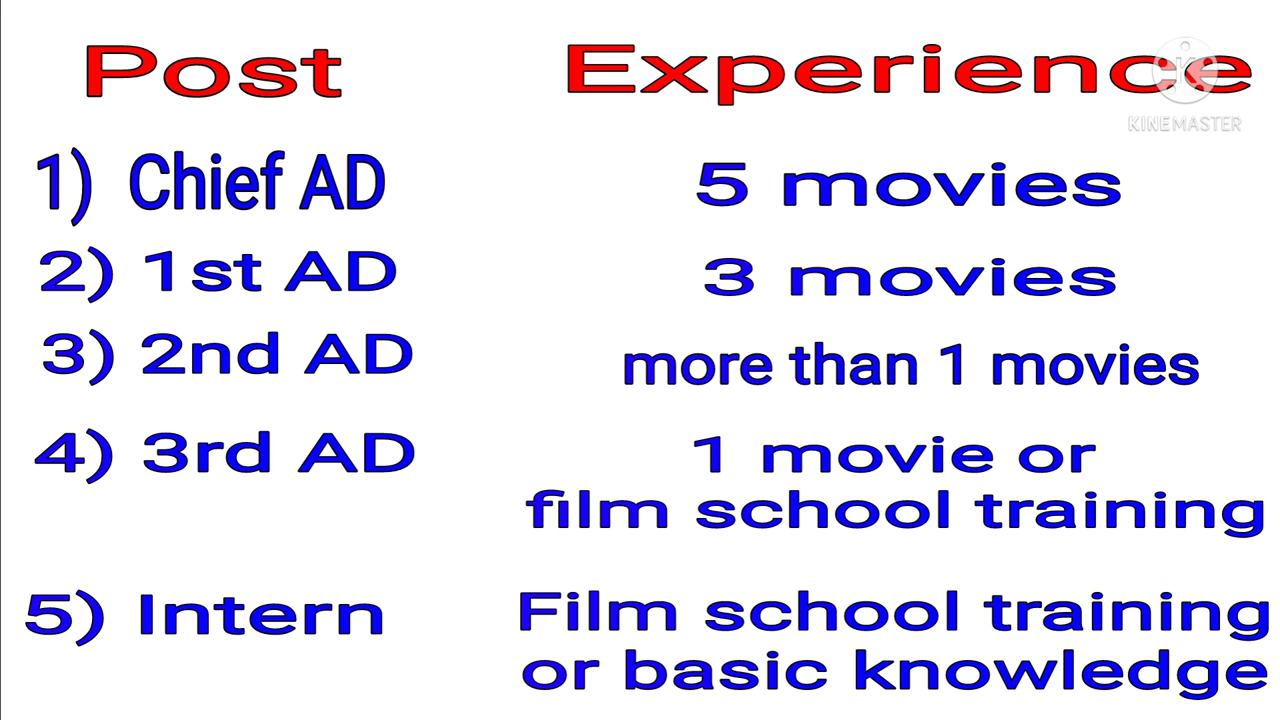 Post Experience
KINEMASTER
1) Chief AD 5 movies
2) 1st AD 3 movies
3) 2nd AD more than 1 movies
4) 3rd AD 1 movie or
film school training
5) Intern Film school training
or basic knowledge